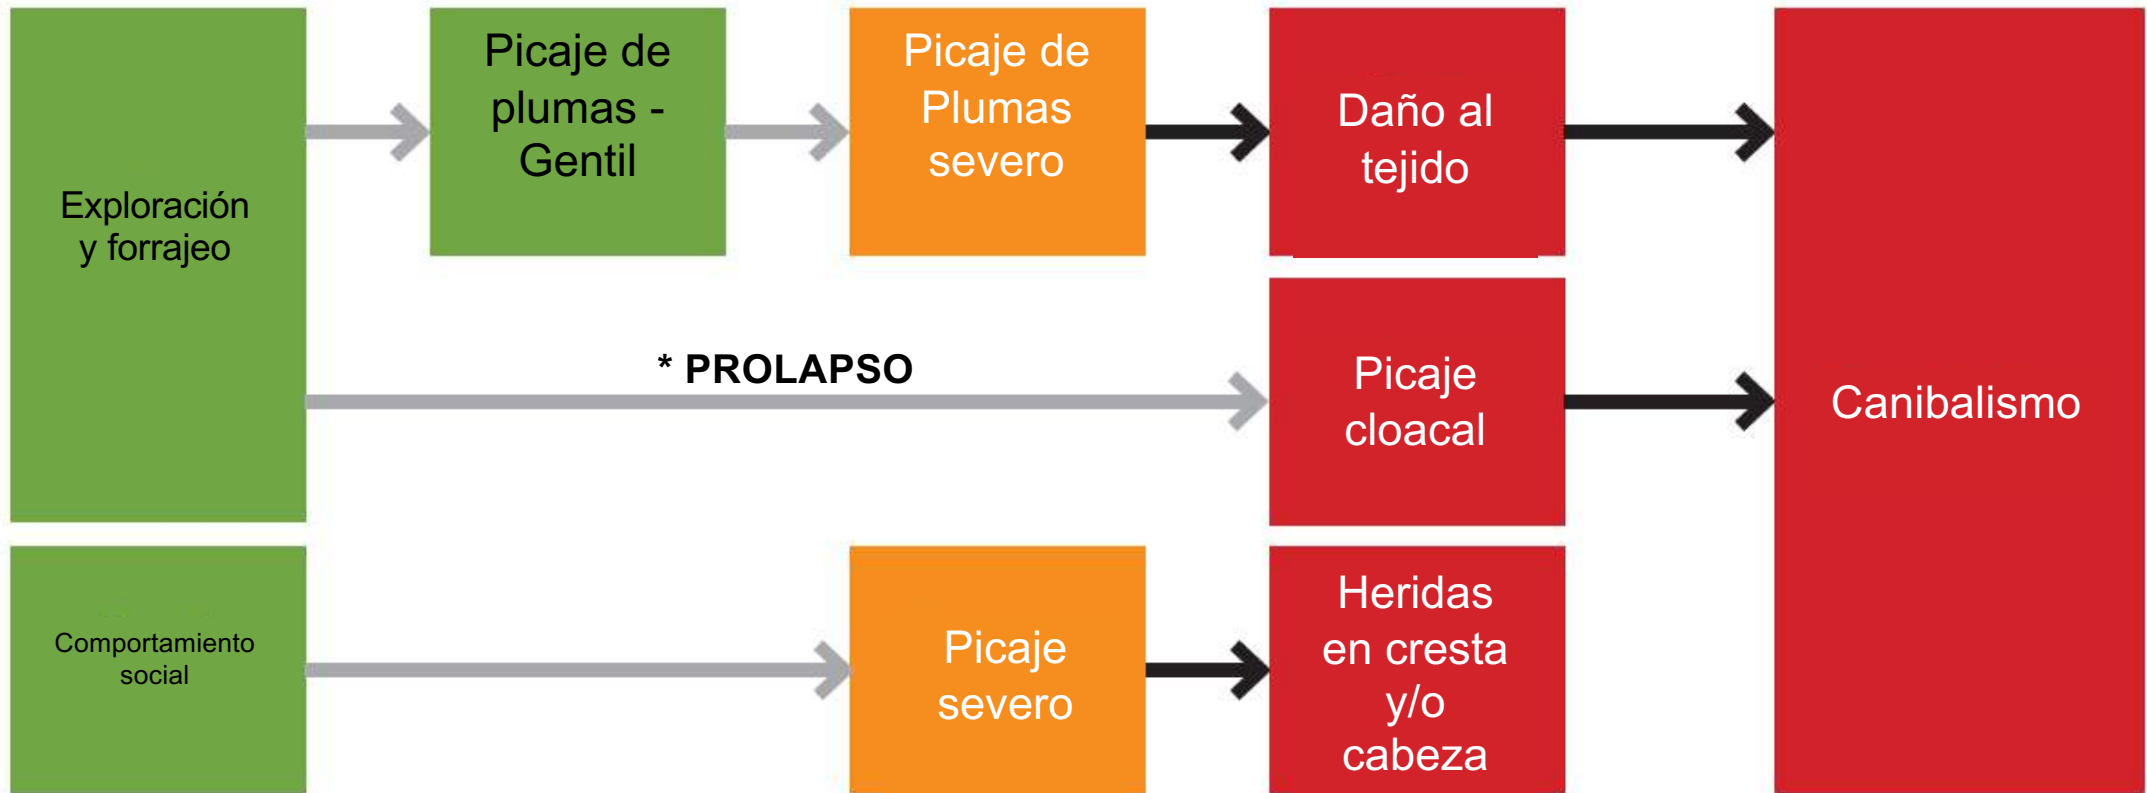 Exploración
y forrajeo
Picaje de
plumas -
Gentil
Picaje de
Plumas
severo
Daño al
tejido
* PROLAPSO
Picaje
cloacal
Canibalismo
Comportamiento
social
Picaje
severo
Heridas
en cresta
y/o
cabeza